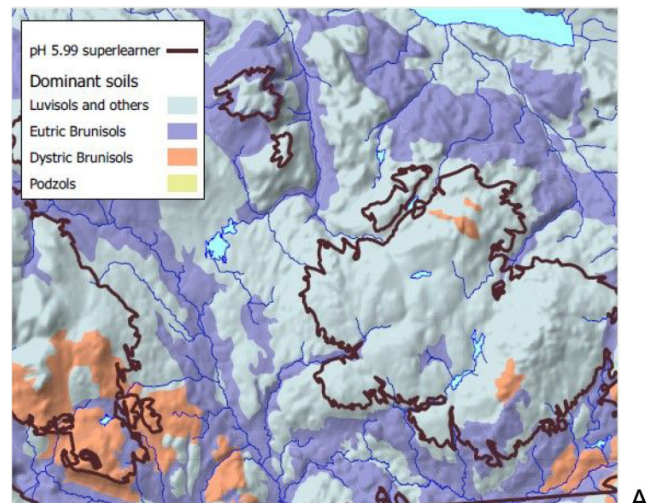 pH 5.99 superlearner
Dominant soils
Luvisols and others
Eutric Brunisols
Dystric Brunisols
Podzols
A